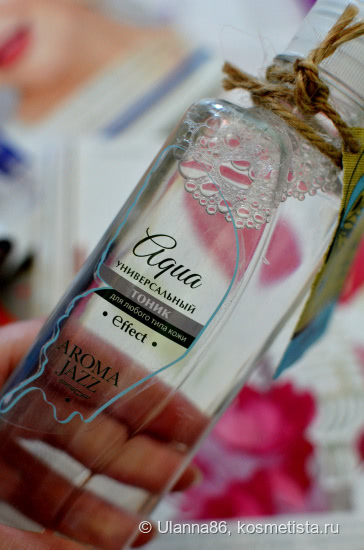 Aqua
УНИВЕРСАЛЬНЫЙ
ТОНИК
для любого типа кожи
• effect •
AROMA
JAZZ
© Ulanna86, kosmetista.ru